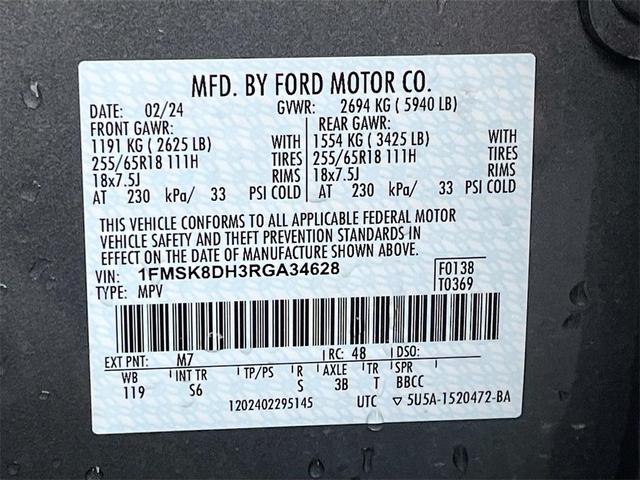 MFD. BY FORD MOTOR CO.
DATE: 02/24 GVWR: 2694 KG ( 5940 LB)
FRONT GAWR: REAR GAWR:
1191 KG ( 2625 LB) WITH 1554 KG ( 3425 LB) WITH
255/65R18 111H TIRES 255/65R18 111H TIRES
18x7.5J RIMS 18x7.5J RIMS
AT 230 kPa/ 33 PSI COLD AT 230 kPa/ 33 PSI COLD
THIS VEHICLE CONFORMS TO ALL APPLICABLE FEDERAL MOTOR
VEHICLE SAFETY AND THEFT PREVENTION STANDARDS IN
EFFECT ON THE DATE OF MANUFACTURE SHOWN ABOVE.
VIN: 1FMSK8DH3RGA34628 F0138
TYPE: MPV T0369
EXT PNT: M7 RC: 48 DSO:
WB INT TR TP/PS R AXLE TR SPR
119 S6 S 3B T BBCC
1202402295145 UTC ▽ 5U5A-1520472-BA